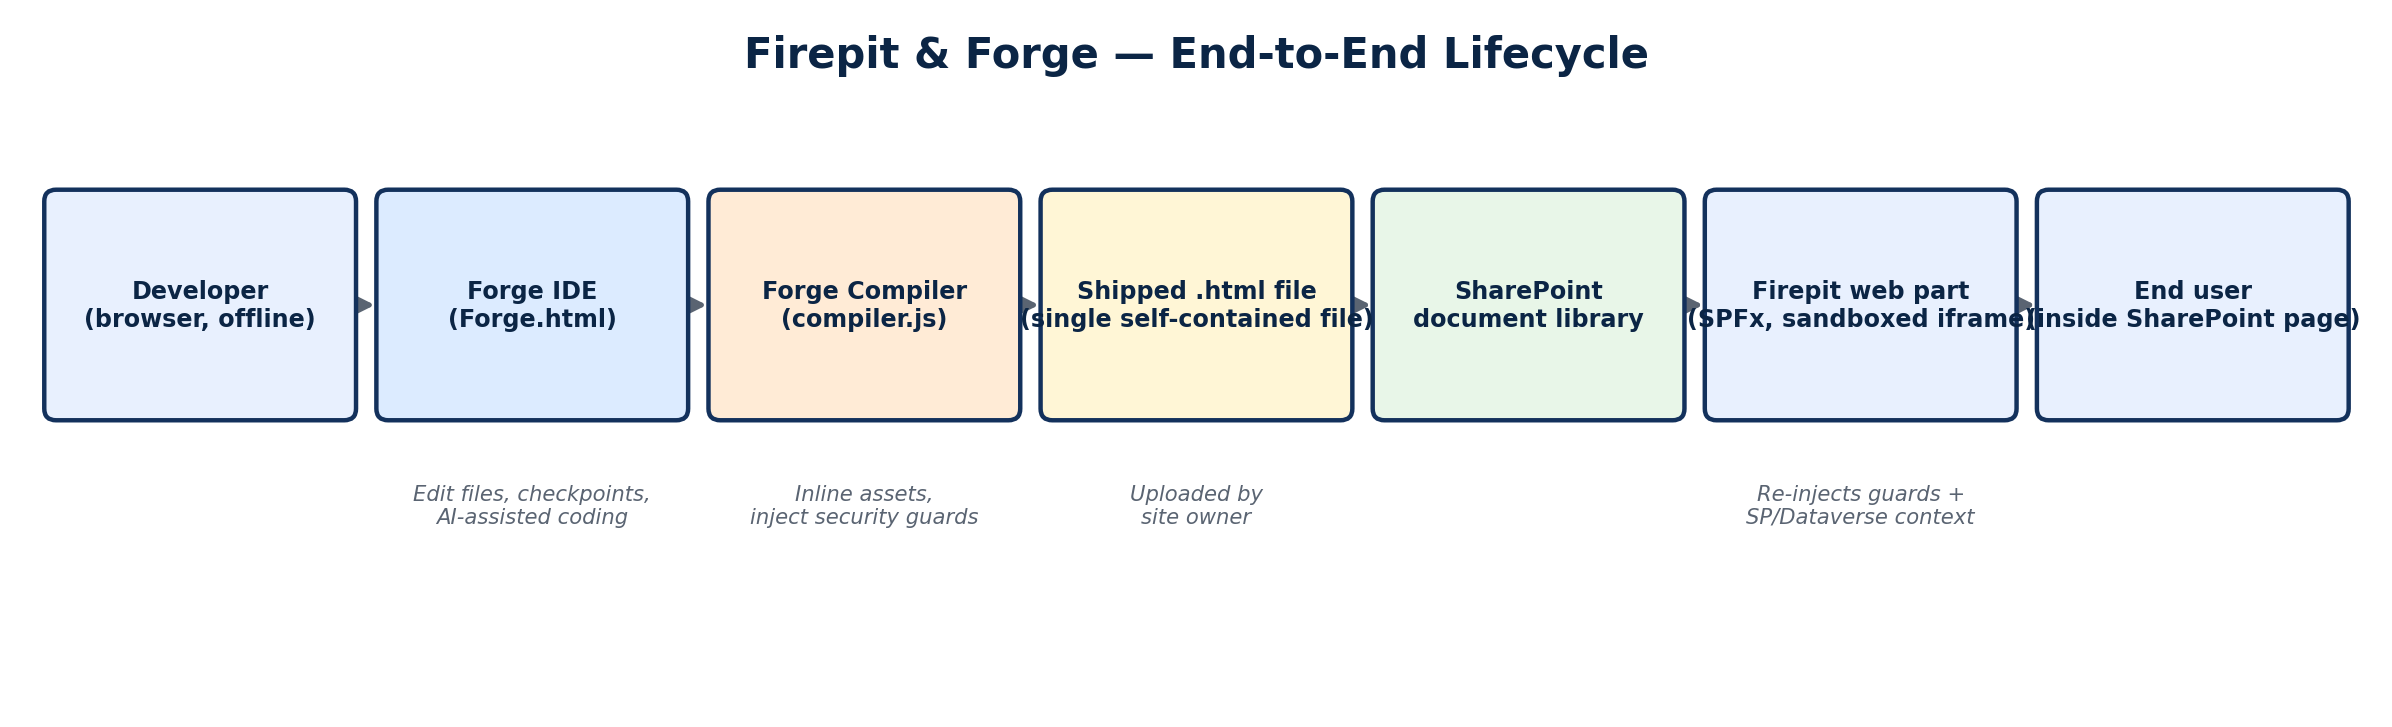 Firepit & Forge — End-to-End Lifecycle
Developer
(browser, offline)
Forge IDE
(Forge.html)
Forge Compiler
(compiler.js)
Shipped .html file
(single self-contained file)
SharePoint
document library
Firepit web part
(SPFx, sandboxed iframe)
End user
(inside SharePoint page)
Edit files, checkpoints,
AI-assisted coding
Inline assets,
inject security guards
Uploaded by
site owner
Re-injects guards +
SP/Dataverse context